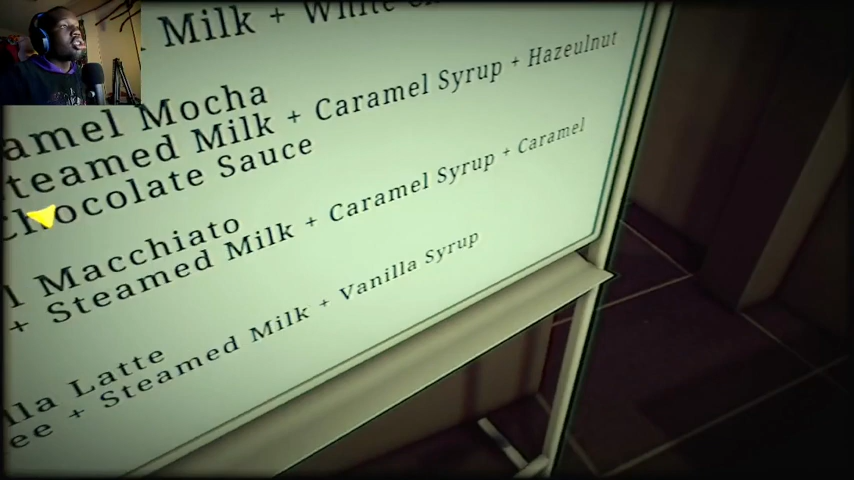 Milk + White
amel Mocha
teamed Milk + Caramel Syrup + Hazeulnut
Chocolate Sauce
l Macchiato
+ Steamed Milk + Caramel Syrup + Caramel
lla Latte
ee + Steamed Milk + Vanilla Syrup